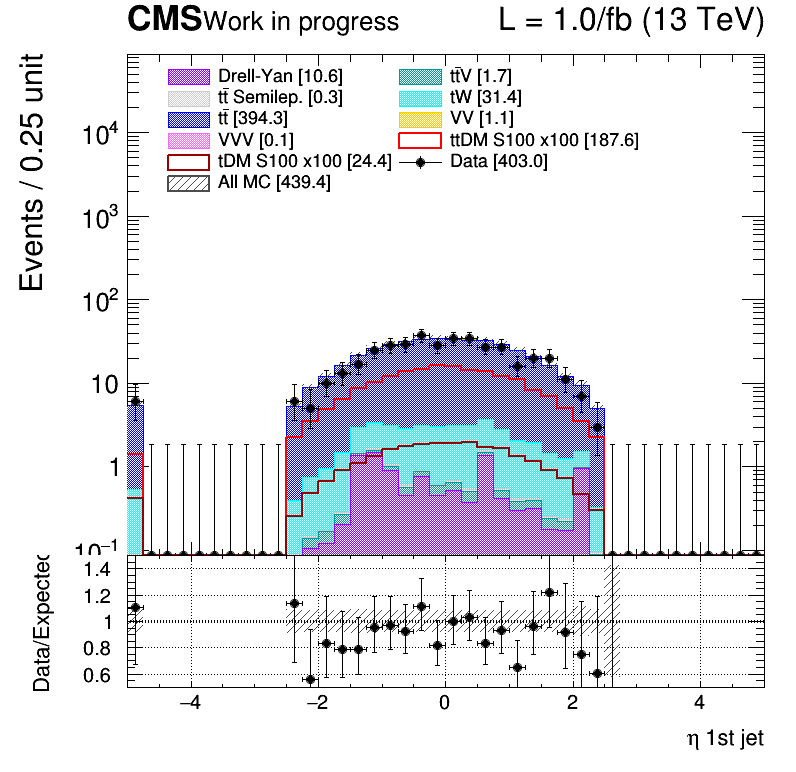 CMS Work in progress L = 1.0/fb (13 TeV)
Drell-Yan [10.6] tt̄V [1.7]
tt̄ Semilep. [0.3] tW [31.4]
tt̄ [394.3] VV [1.1]
VVV [0.1] ttDM S100 x100 [187.6]
tDM S100 x100 [24.4] Data [403.0]
All MC [439.4]
Events / 0.25 unit
10⁴
10³
10²
10
1
10⁻¹
Data/Expected
1.4
1.2
1
0.8
0.6
−4 −2 0 2 4
η 1st jet